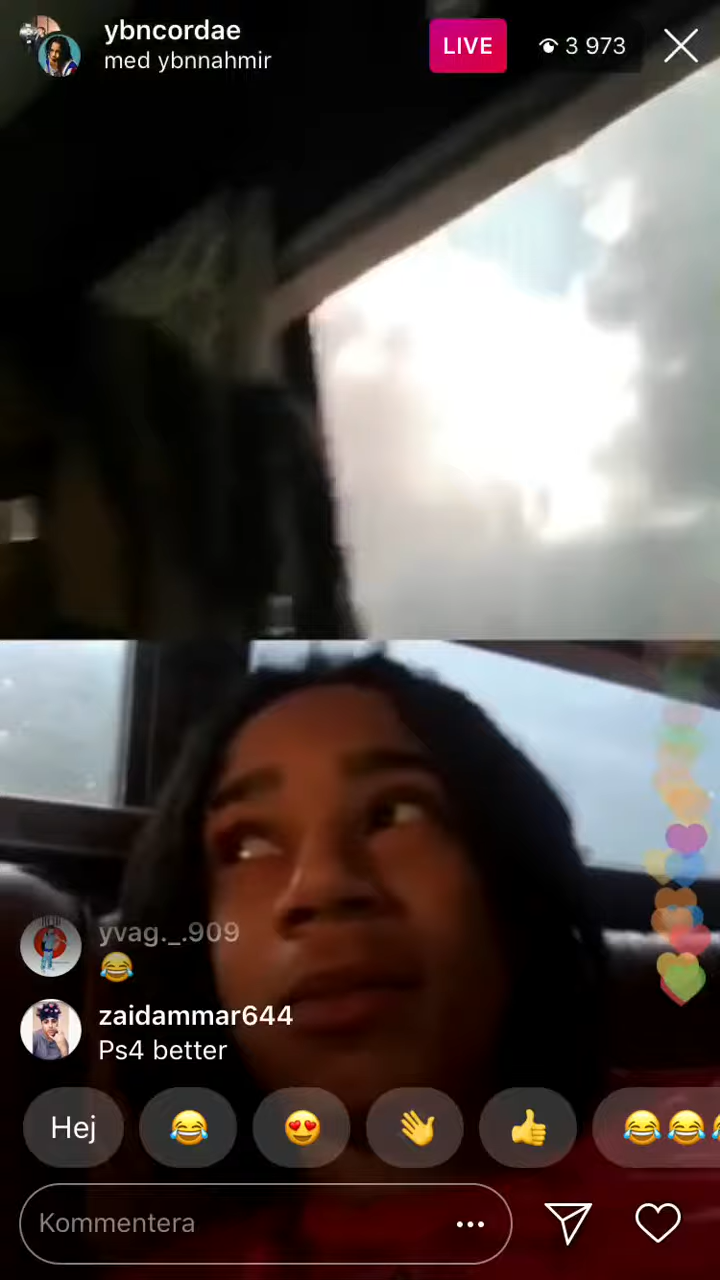 ybncordae
med ybnnahmir
LIVE
3 973
yvag._.909
😂
zaidammar644
Ps4 better
Hej
Kommentera